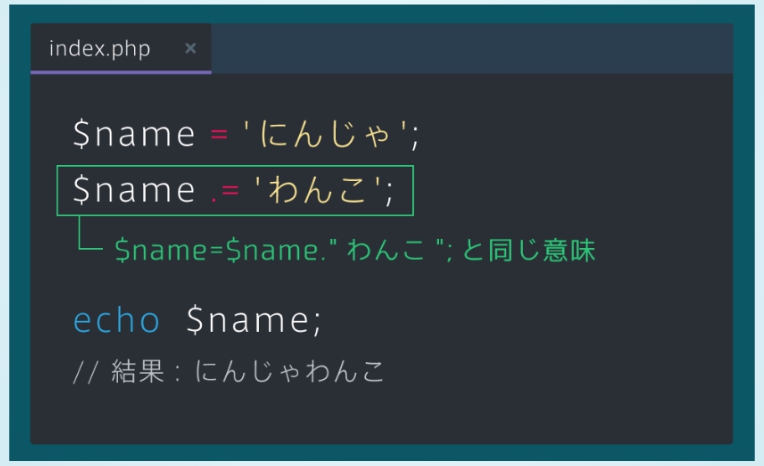 index.php ×
$name = 'にんじゃ';
$name .= 'わんこ';
$name=$name." わんこ "; と同じ意味
echo $name;
// 結果 : にんじゃわんこ